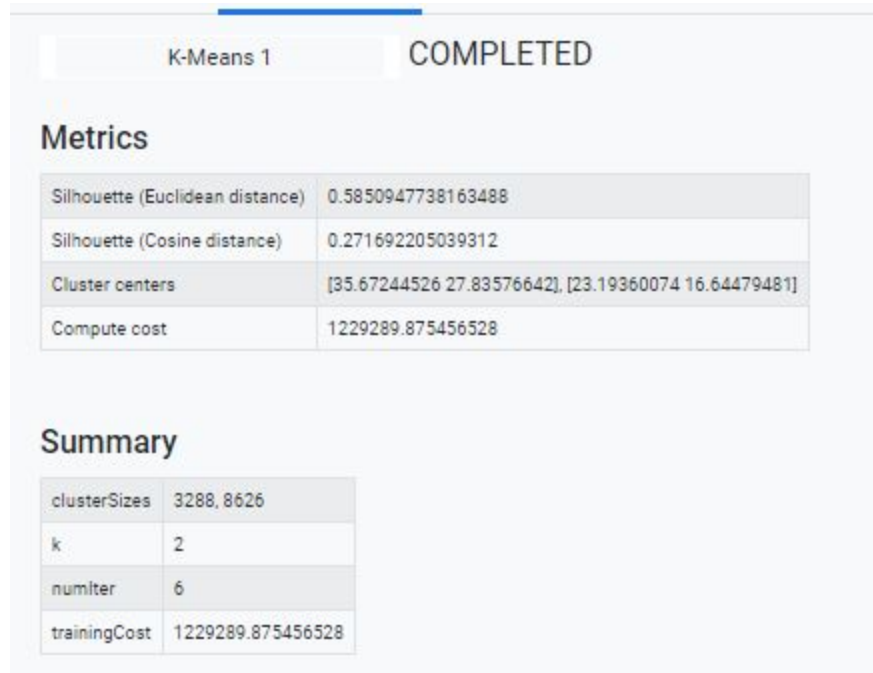 K-Means 1 COMPLETED
Metrics
Silhouette (Euclidean distance) 0.5850947738163488
Silhouette (Cosine distance) 0.271692205039312
Cluster centers [35.67244526 27.83576642], [23.19360074 16.64479481]
Compute cost 1229289.875456528
Summary
clusterSizes 3288, 8626
k 2
numIter 6
trainingCost 1229289.875456528